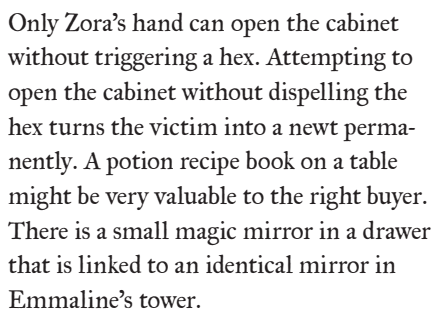 Only Zora’s hand can open the cabinet
without triggering a hex. Attempting to
open the cabinet without dispelling the
hex turns the victim into a newt perma-
nently. A potion recipe book on a table
might be very valuable to the right buyer.
There is a small magic mirror in a drawer
that is linked to an identical mirror in
Emmaline’s tower.